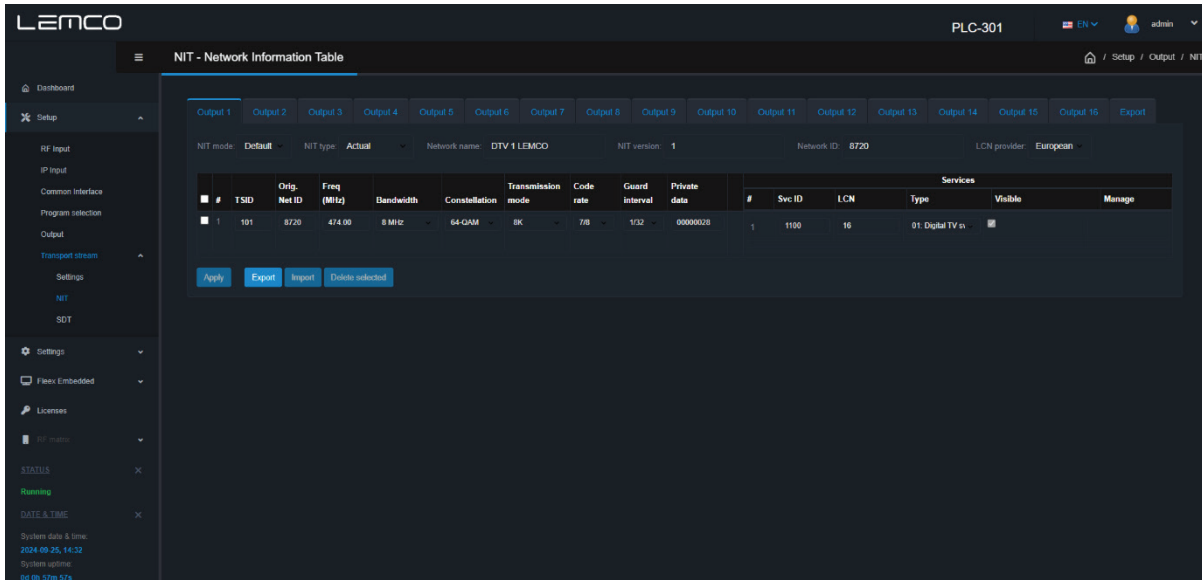 LEMCO
PLC-301
EN
admin
NIT - Network Information Table
/ Setup / Output / NIT
Dashboard
Setup
RF Input
IP Input
Common Interface
Program selection
Output
Transport stream
Settings
NIT
SDT
Settings
Fleex Embedded
Licenses
RF matrix
STATUS
Running
DATE & TIME
System date & time:
2024-09-25, 14:32
System uptime:
0d 0h 57m 57s
Output 1 Output 2 Output 3 Output 4 Output 5 Output 6 Output 7 Output 8 Output 9 Output 10 Output 11 Output 12 Output 13 Output 14 Output 15 Output 16 Export
NIT mode: Default NIT type: Actual Network name: DTV 1 LEMCO NIT version: 1 Network ID: 8720 LCN provider: European
# TSID Orig. Net ID Freq (MHz) Bandwidth Constellation Transmission mode Code rate Guard interval Private data
1 101 8720 474.00 8 MHz 64-QAM 8K 7/8 1/32 00000028
Services
# Svc ID LCN Type Visible Manage
1 1100 16 01: Digital TV s
Apply Export Import Delete selected